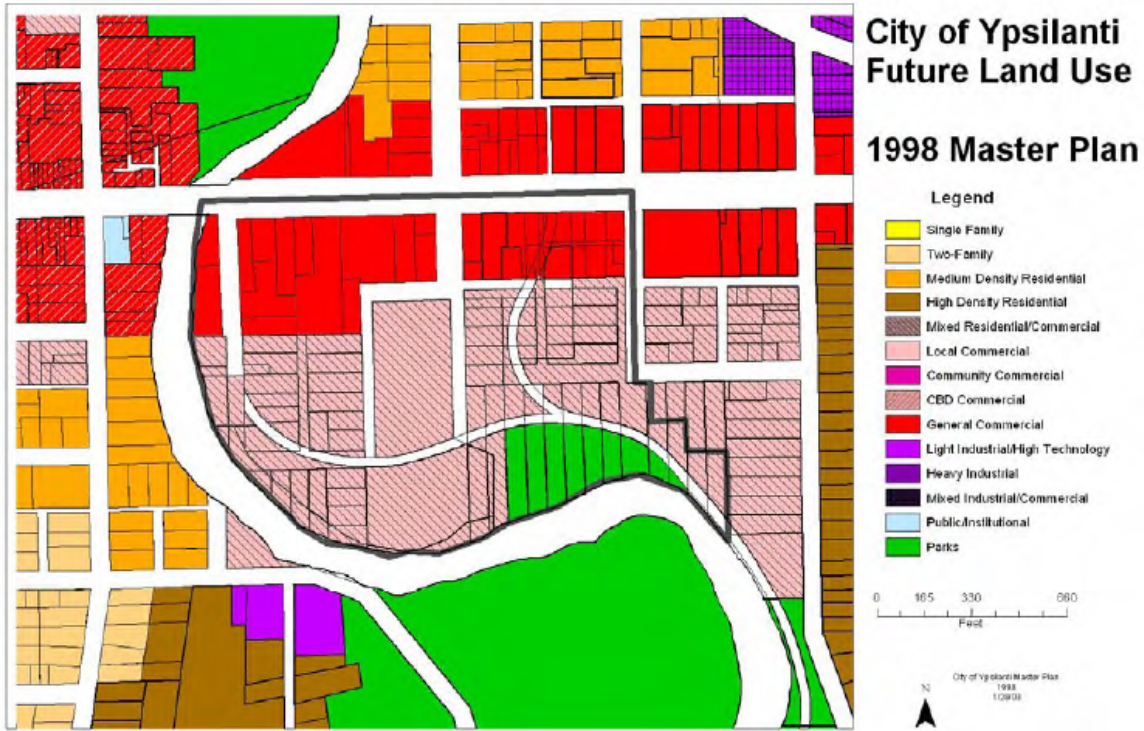 City of Ypsilanti
Future Land Use
1998 Master Plan
Legend
Single Family
Two-Family
Medium Density Residential
High Density Residential
Mixed Residential/Commercial
Local Commercial
Community Commercial
CBD Commercial
General Commercial
Light Industrial/High Technology
Heavy Industrial
Mixed Industrial/Commercial
Public/Institutional
Parks
0 165 330 660
Feet
N
City of Ypsilanti Master Plan
1998